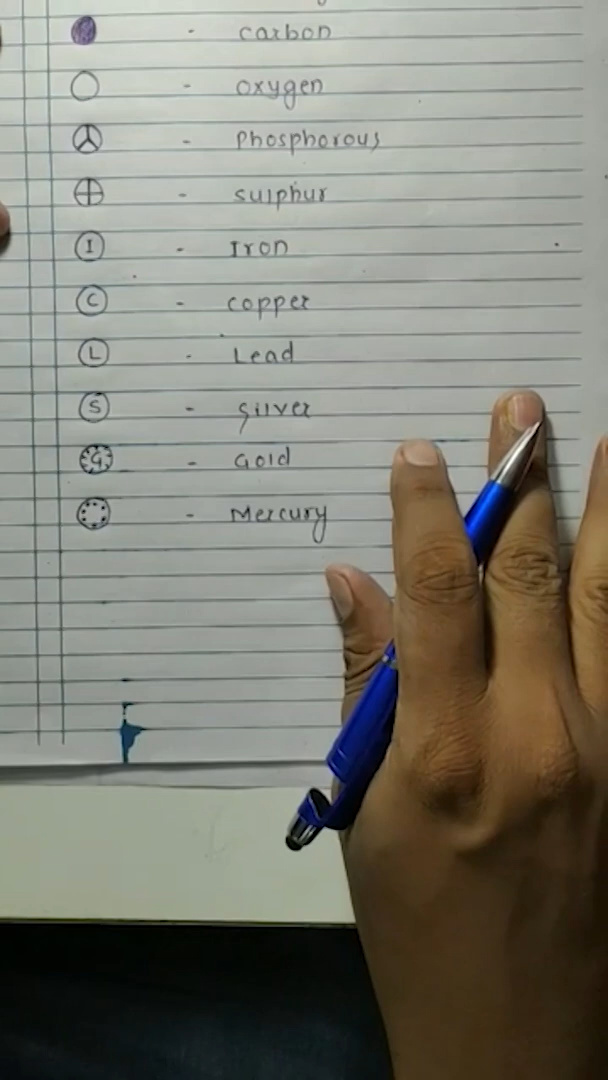 - carbon
- oxygen
- Phosphorous
- sulphur
I - Iron
C - copper
L - Lead
S - silver
G - Gold
- Mercury